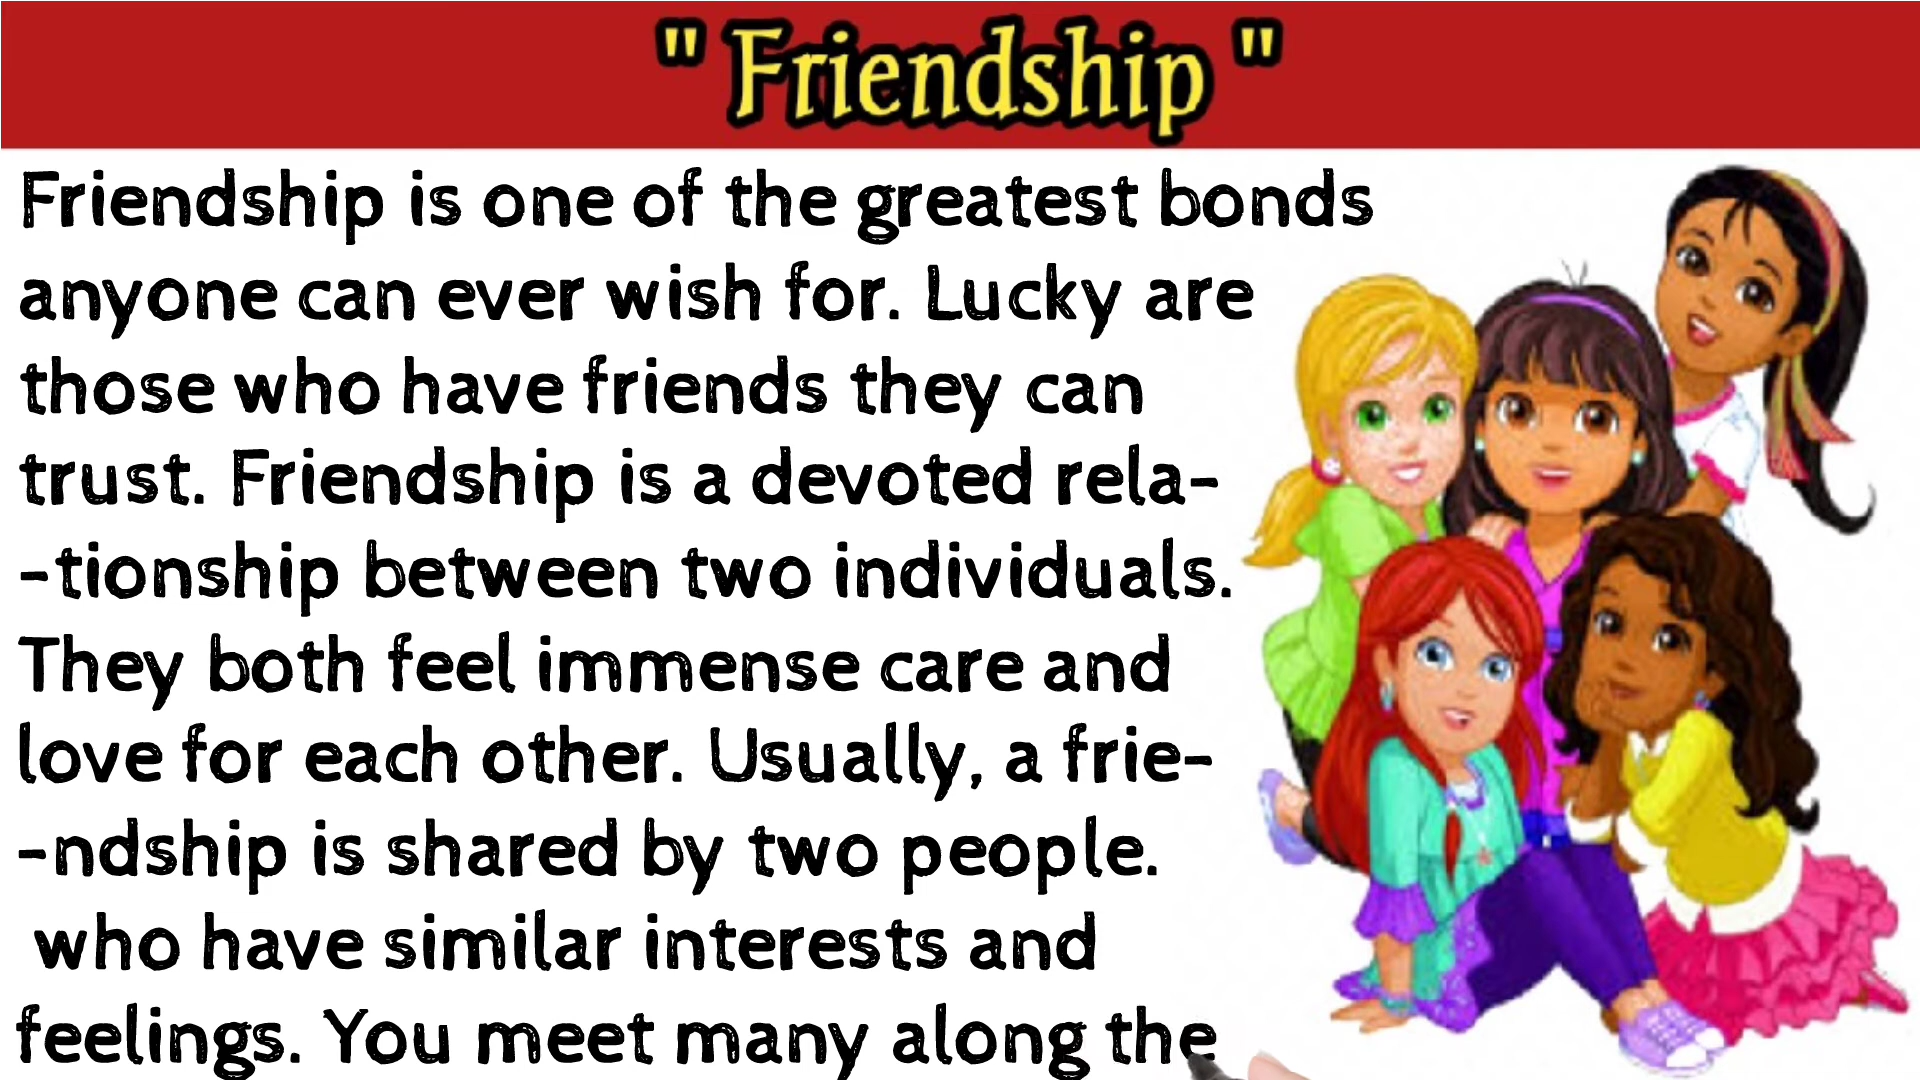 " Friendship "
Friendship is one of the greatest bonds
anyone can ever wish for. Lucky are
those who have friends they can
trust. Friendship is a devoted rela-
-tionship between two individuals.
They both feel immense care and
love for each other. Usually, a frie-
-ndship is shared by two people.
who have similar interests and
feelings. You meet many along the